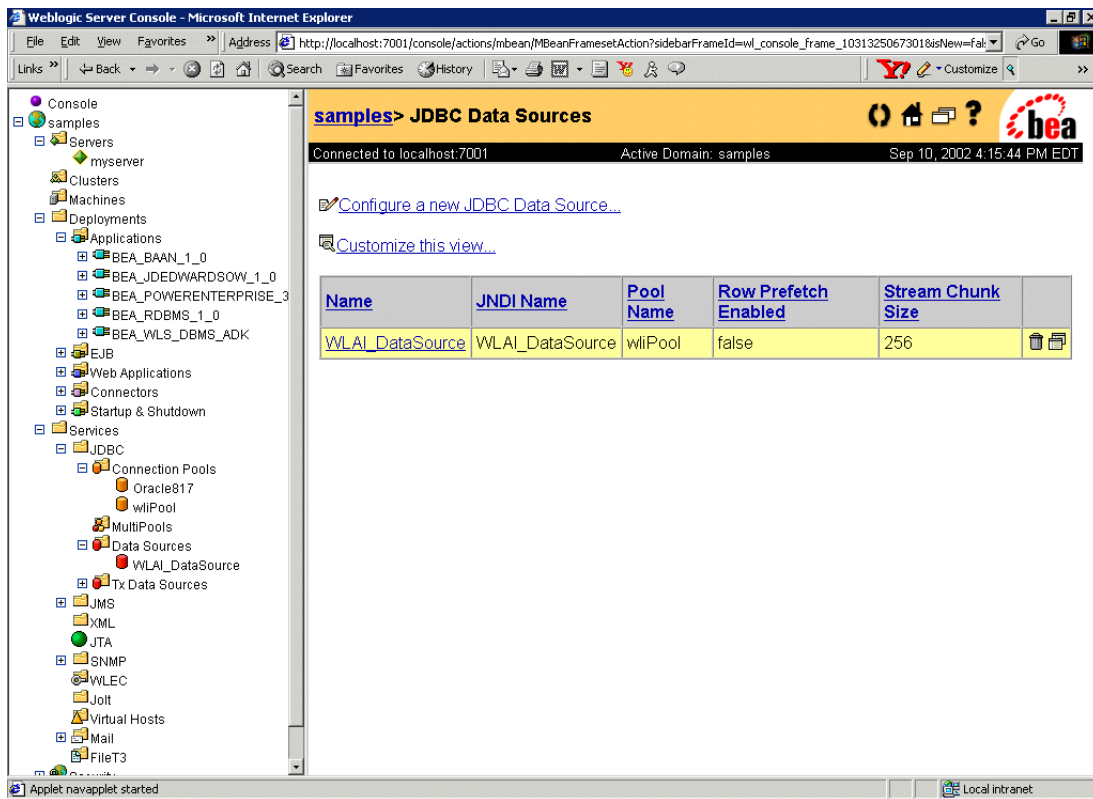 Weblogic Server Console - Microsoft Internet Explorer
File Edit View Favorites » Address http://localhost:7001/console/actions/mbean/MBeanFramesetAction?sidebarFrameId=wl_console_frame_1031325067301&isNew=fal Go
Links » Back Search Favorites History Y! Customize »
Console
samples
Servers
myserver
Clusters
Machines
Deployments
Applications
BEA_BAAN_1_0
BEA_JDEDWARDSOW_1_0
BEA_POWERENTERPRISE_3
BEA_RDBMS_1_0
BEA_WLS_DBMS_ADK
EJB
Web Applications
Connectors
Startup & Shutdown
Services
JDBC
Connection Pools
Oracle817
wliPool
MultiPools
Data Sources
WLAI_DataSource
Tx Data Sources
JMS
XML
JTA
SNMP
WLEC
Jolt
Virtual Hosts
Mail
FileT3
samples> JDBC Data Sources ? bea
Connected to localhost:7001 Active Domain: samples Sep 10, 2002 4:15:44 PM EDT
Configure a new JDBC Data Source...
Customize this view...
Name JNDI Name Pool Name Row Prefetch Enabled Stream Chunk Size
WLAI_DataSource WLAI_DataSource wliPool false 256
Applet navapplet started Local intranet